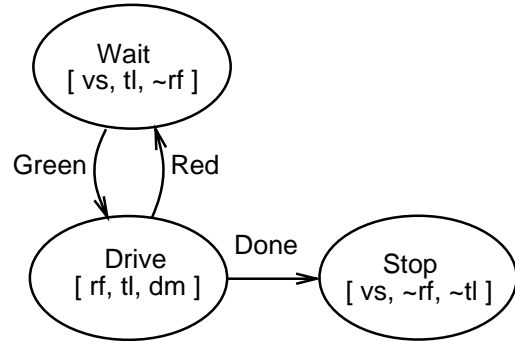 Wait
[ vs, tl, ~rf ]
Green
Red
Drive
[ rf, tl, dm ]
Done
Stop
[ vs, ~rf, ~tl ]